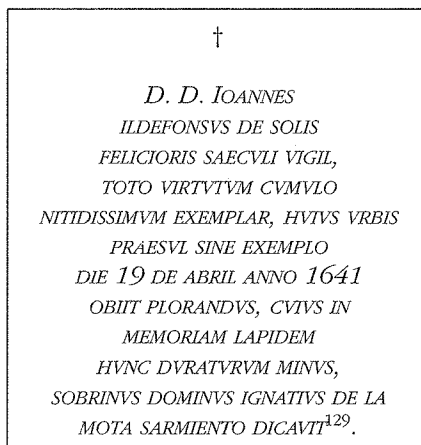 †
D. D. IOANNES
ILDEFONSVS DE SOLIS
FELICIORIS SAECVLI VIGIL,
TOTO VIRTVTVM CVMVLO
NITIDISSIMVM EXEMPLAR, HVIVS VRBIS
PRAESVL SINE EXEMPLO
DIE 19 DE ABRIL ANNO 1641
OBIIT PLORANDVS, CVIVS IN
MEMORIAM LAPIDEM
HVNC DVRATVRVM MINVS,
SOBRINVS DOMINVS IGNATIVS DE LA
MOTA SARMIENTO DICAVIT129.